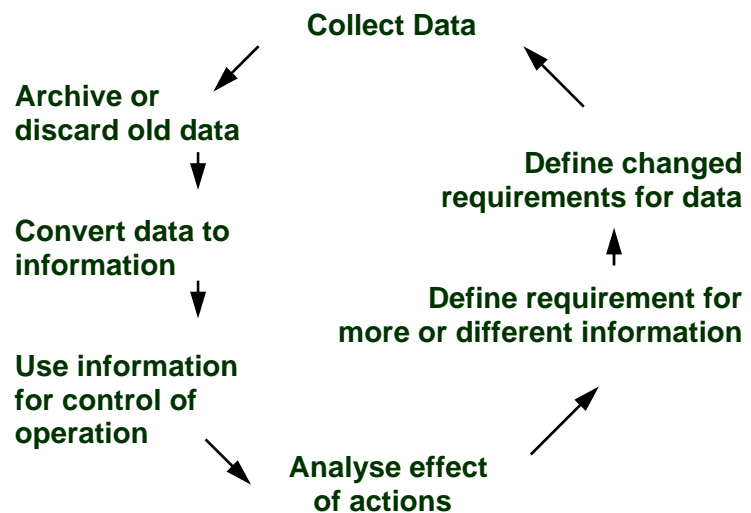 Collect Data
Archive or
discard old data
Convert data to
information
Use information
for control of
operation
Analyse effect
of actions
Define requirement for
more or different information
Define changed
requirements for data